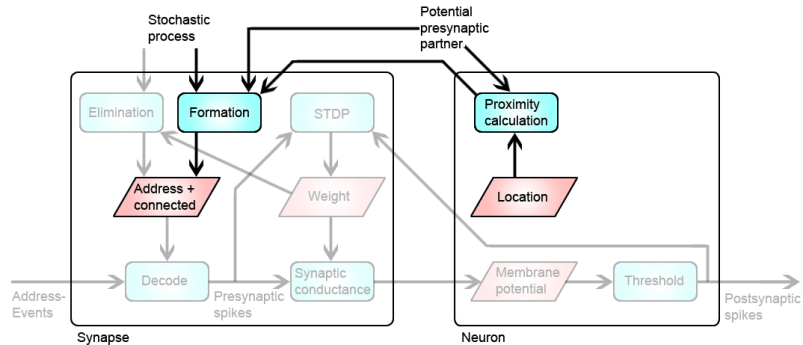 Stochastic
process
Potential
presynaptic
partner
Elimination
Formation
STDP
Proximity
calculation
Address +
connected
Weight
Location
Decode
Synaptic
conductance
Membrane
potential
Threshold
Address-
Events
Presynaptic
spikes
Postsynaptic
spikes
Synapse
Neuron